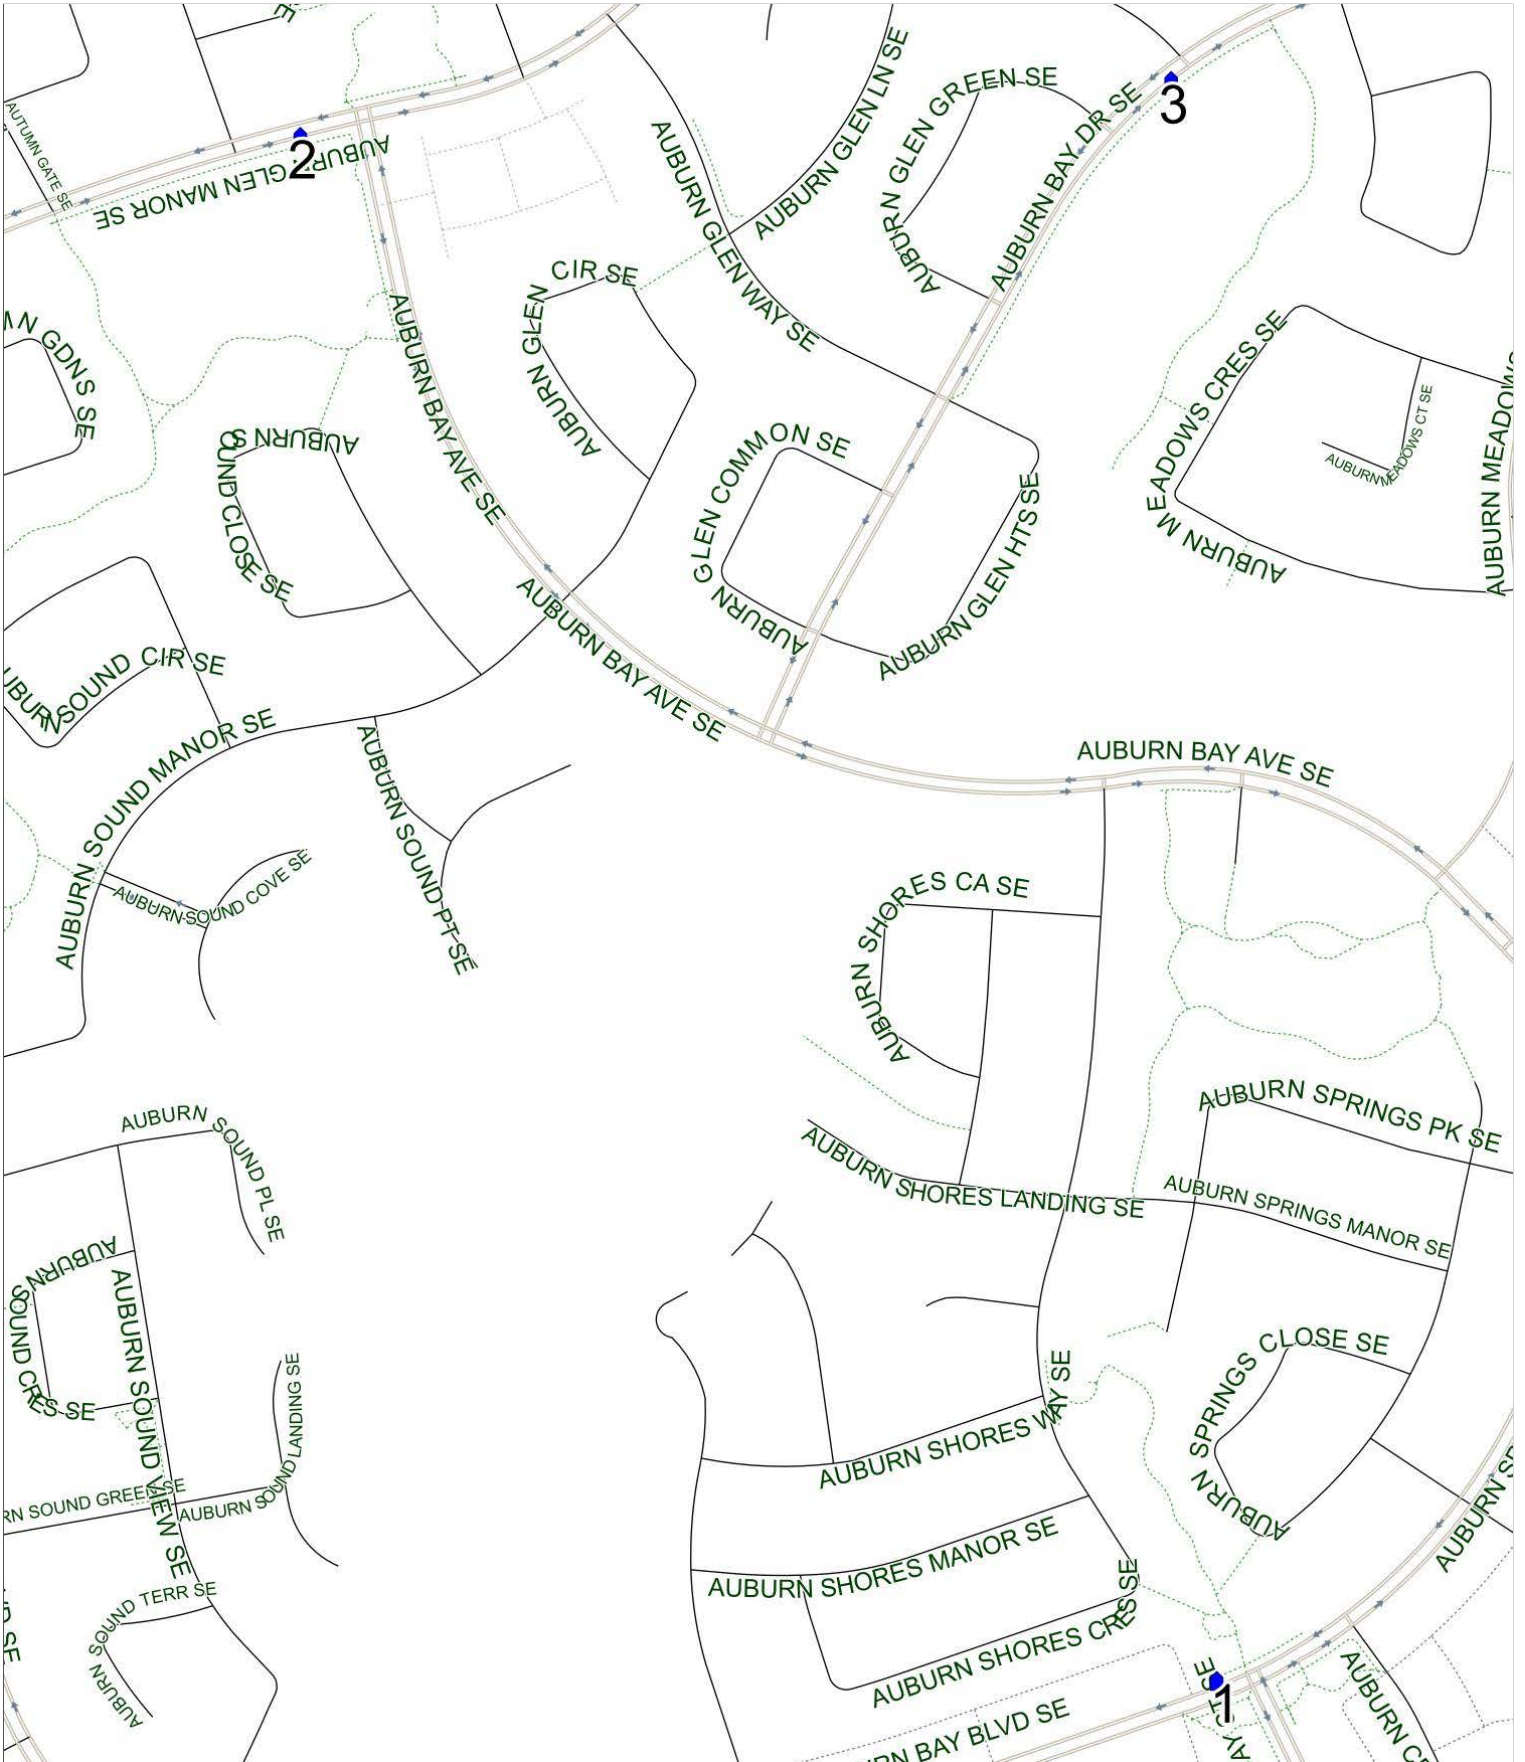 AUTUMN GATE SE
2
AUBURN GLEN MANOR SE
AUBURN GLEN WAY SE
AUBURN GLEN LN SE
AUBURN GLEN GREEN SE
AUBURN BAY DR SE
3
GDNS SE
AUBURN GLEN CIR SE
AUBURN BAY AVE SE
AUBURN SOUND CLOSE SE
AUBURN GLEN COMMON SE
AUBURN GLEN HTS SE
AUBURN MEADOWS CRES SE
AUBURN MEADOWS CT SE
AUBURN MEADOWS
AUBURN BAY AVE SE
UBURN SOUND CIR SE
AUBURN SOUND MANOR SE
AUBURN SOUND PT SE
AUBURN SOUND COVE SE
AUBURN BAY AVE SE
AUBURN SHORES CA SE
AUBURN SHORES LANDING SE
AUBURN SPRINGS PK SE
AUBURN SPRINGS MANOR SE
AUBURN SOUND PL SE
AUBURN SOUND CRES SE
AUBURN SOUND VIEW SE
AUBURN SOUND LANDING SE
RN SOUND GREEN SE
AUBURN SOUND TERR SE
AUBURN SPRINGS CLOSE SE
AUBURN SHORES WAY SE
AUBURN SHORES MANOR SE
AUBURN SHORES CRES SE
RN BAY BLVD SE
1
AUBURN
AUBURN